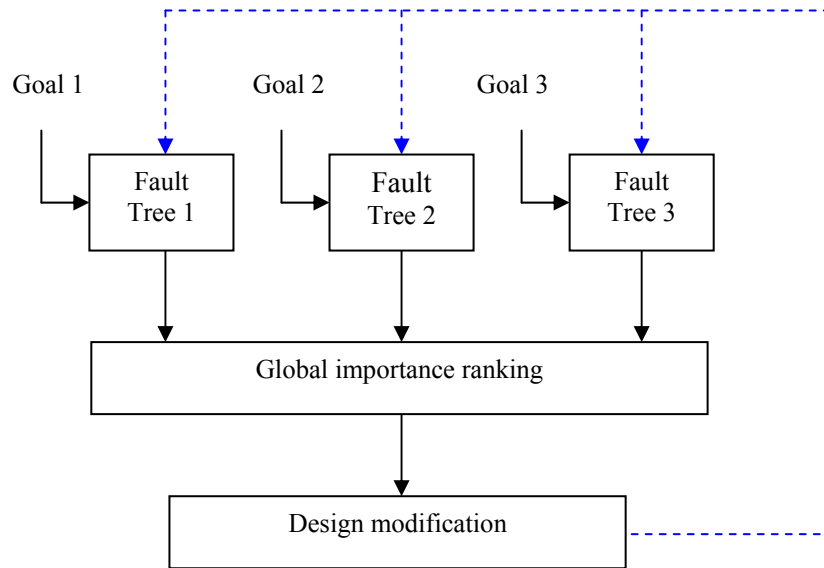 Goal 1
Goal 2
Goal 3
Fault
Tree 1
Fault
Tree 2
Fault
Tree 3
Global importance ranking
Design modification